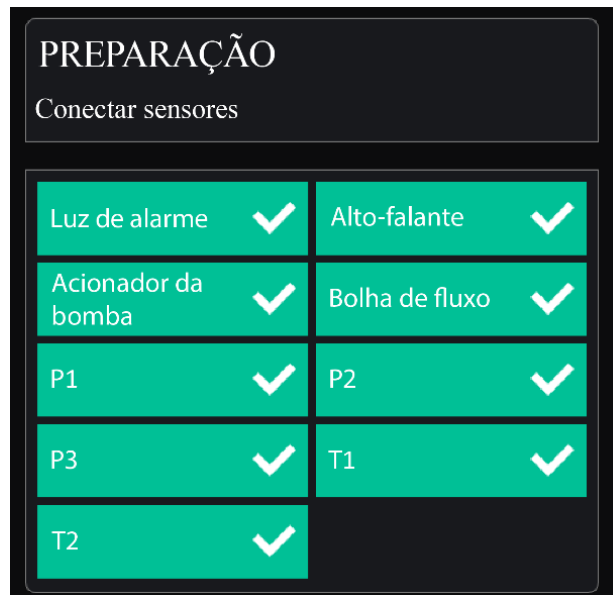 PREPARAÇÃO
Conectar sensores
Luz de alarme
Alto-falante
Acionador da
bomba
Bolha de fluxo
P1
P2
P3
T1
T2